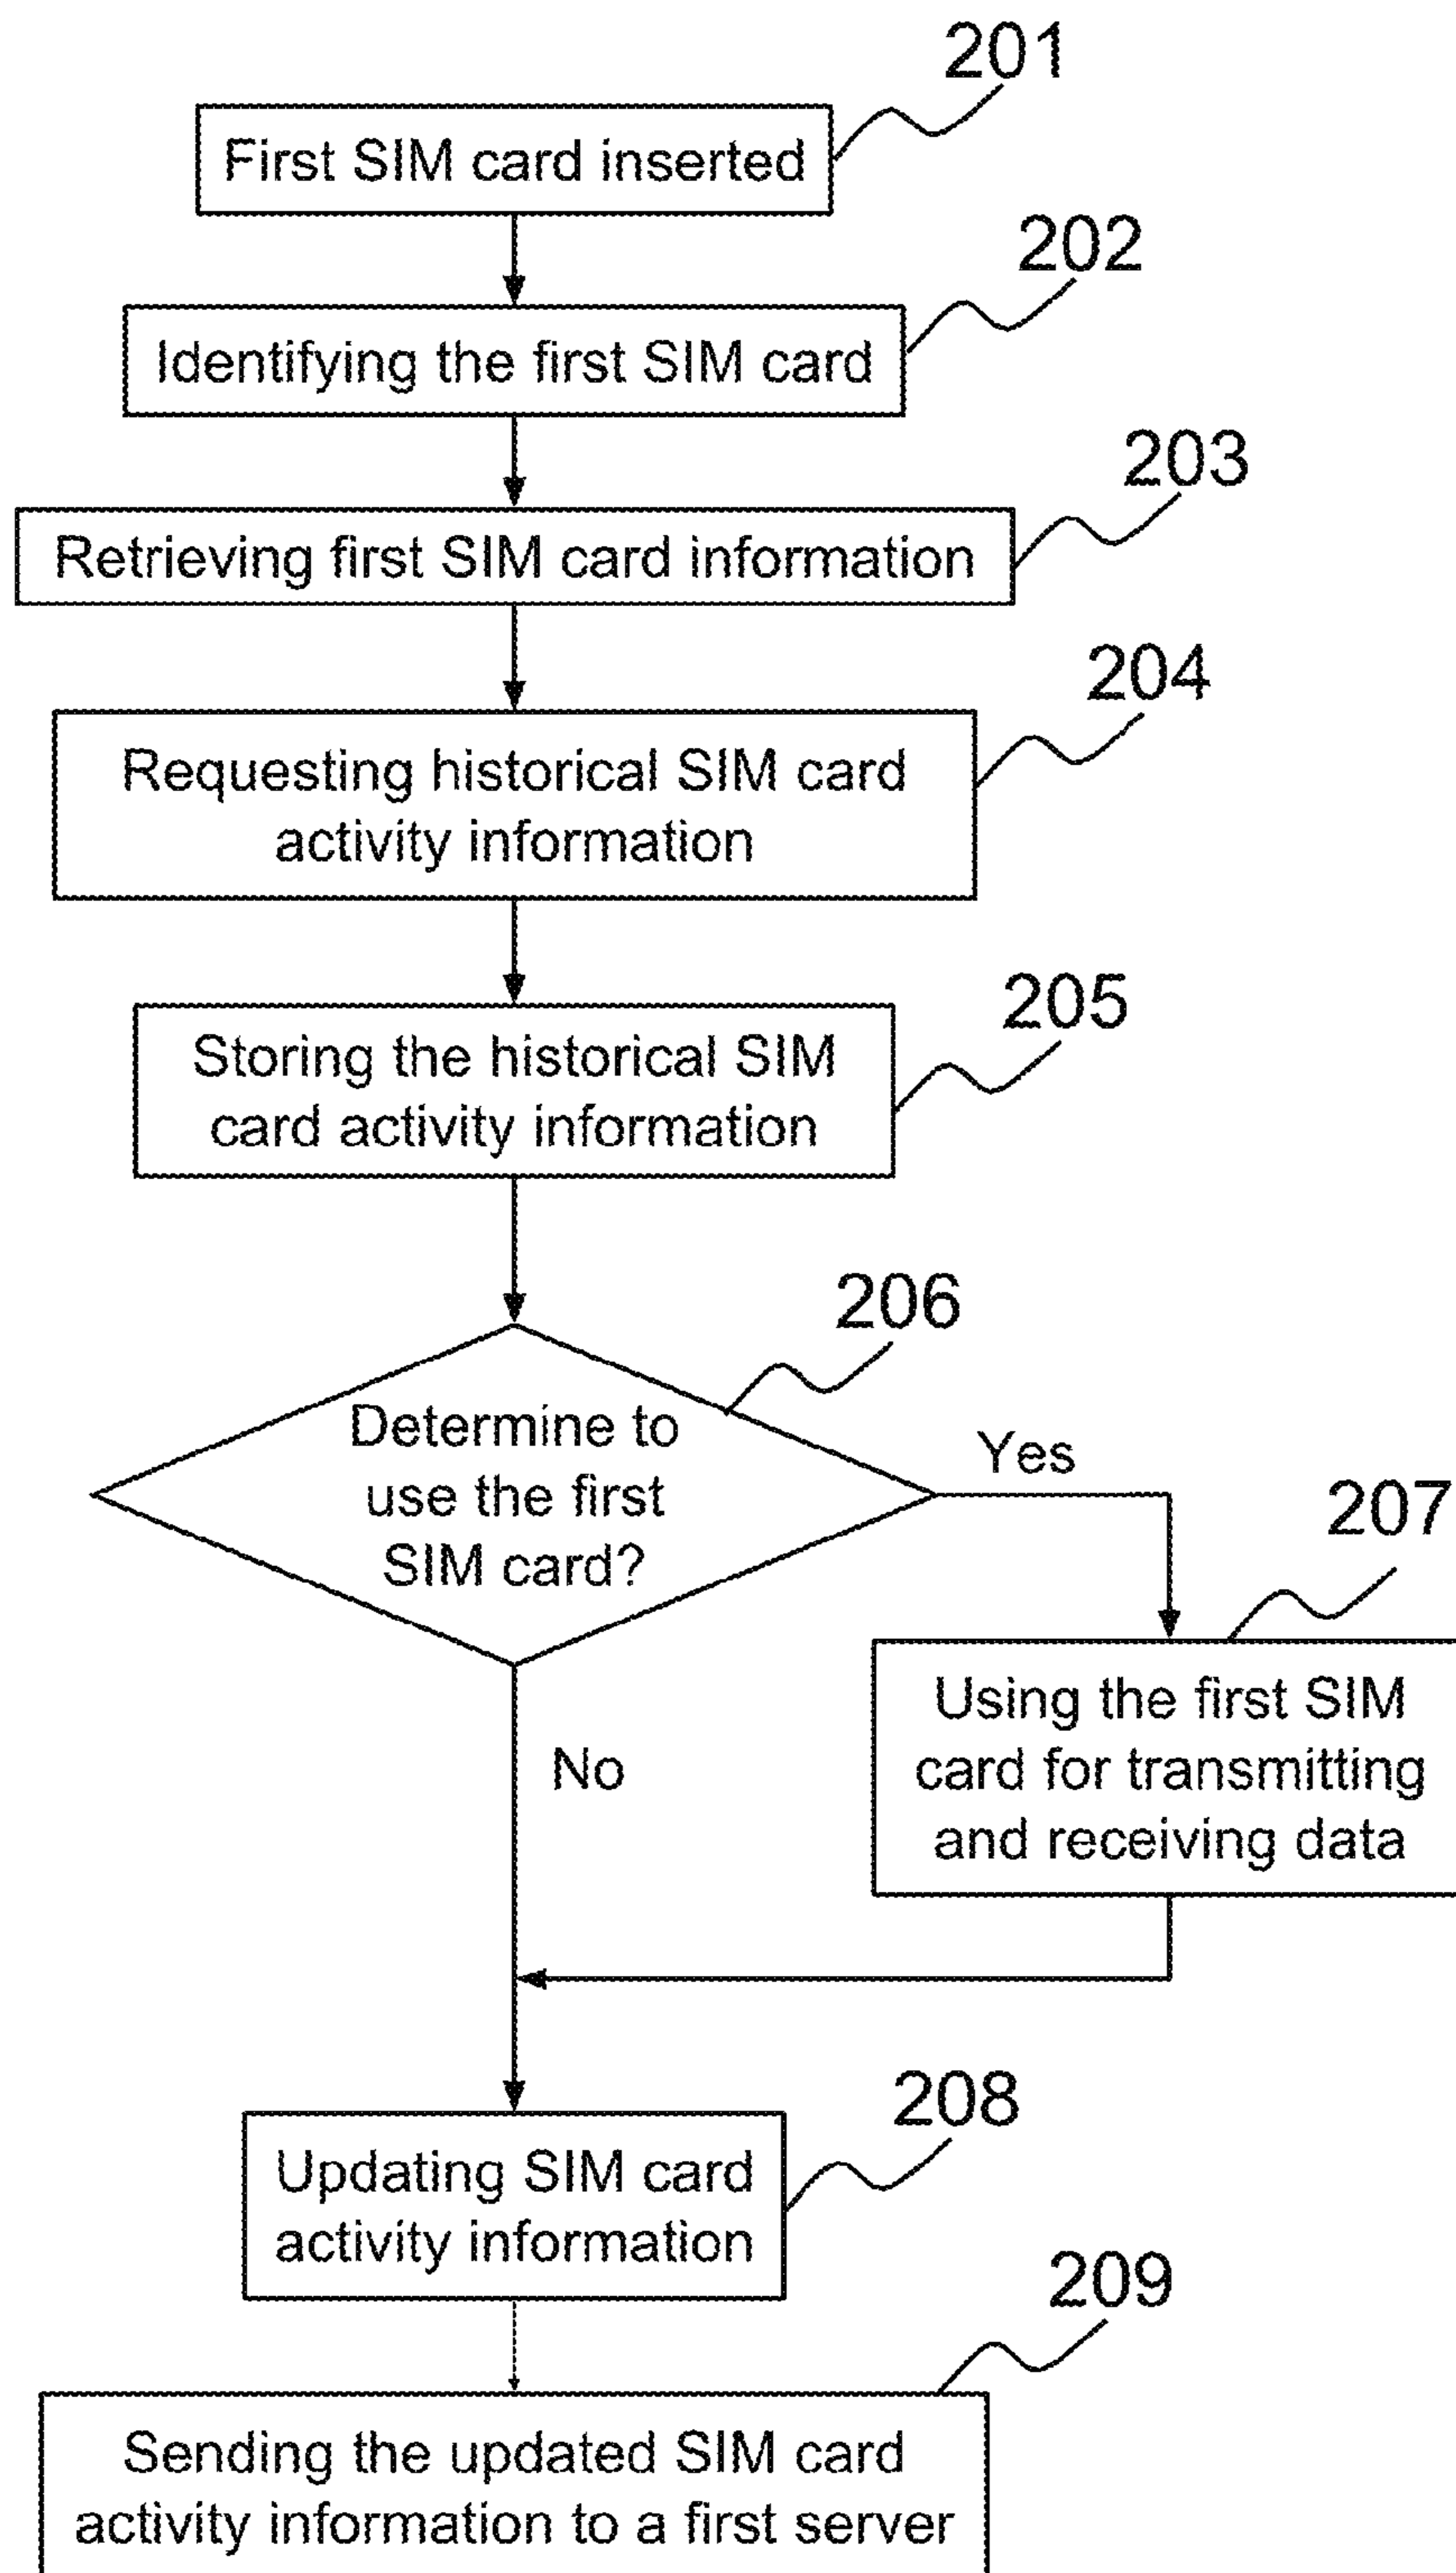 201
First SIM card inserted
202
Identifying the first SIM card
203
Retrieving first SIM card information
204
Requesting historical SIM card
activity information
205
Storing the historical SIM
card activity information
206
Determine to
use the first
SIM card?
Yes
207
Using the first SIM
card for transmitting
and receiving data
No
208
Updating SIM card
activity information
209
Sending the updated SIM card
activity information to a first server